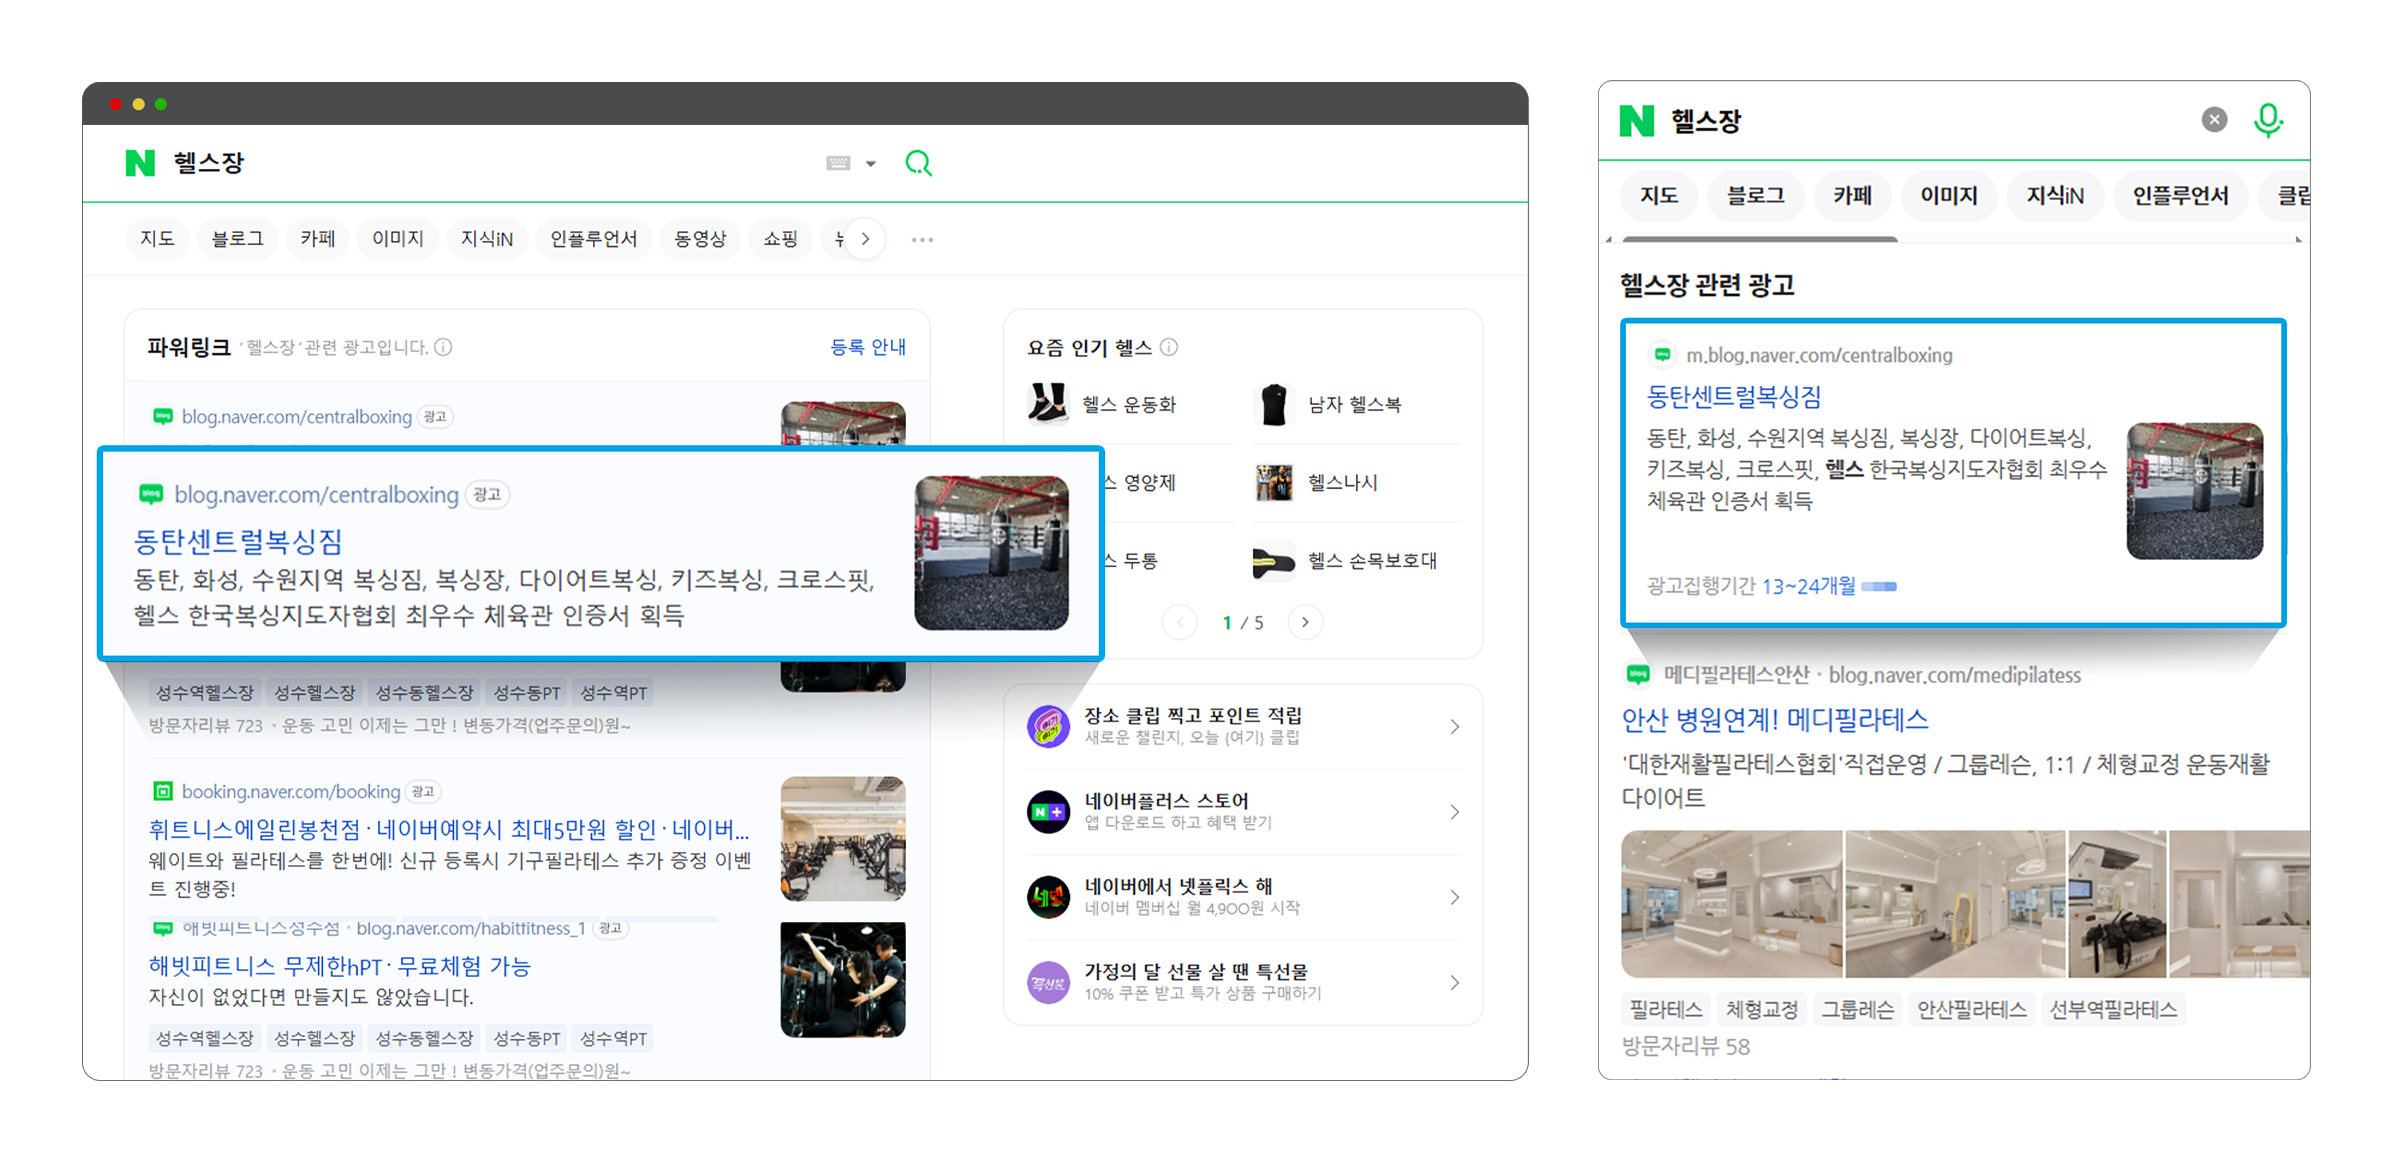 헬스장
지도 블로그 카페 이미지 지식iN 인플루언서 동영상 쇼핑
파워링크 '헬스장'관련 광고입니다. 등록 안내
blog.naver.com/centralboxing 광고
blog.naver.com/centralboxing 광고
동탄센트럴복싱짐
동탄, 화성, 수원지역 복싱짐, 복싱장, 다이어트복싱, 키즈복싱, 크로스핏,
헬스 한국복싱지도자협회 최우수 체육관 인증서 획득
성수역헬스장 성수헬스장 성수동헬스장 성수동PT 성수역PT
방문자리뷰 723 • 운동 고민 이제는 그만 ! 변동가격(업주문의)원~
booking.naver.com/booking 광고
휘트니스에일린봉천점·네이버예약시 최대5만원 할인·네이버...
웨이트와 필라테스를 한번에! 신규 등록시 기구필라테스 추가 증정 이벤
트 진행중!
해빗피트니스성수점 • blog.naver.com/habitfitness_1 광고
해빗피트니스 무제한hPT·무료체험 가능
자신이 없었다면 만들지도 않았습니다.
성수역헬스장 성수헬스장 성수동헬스장 성수동PT 성수역PT
방문자리뷰 723 • 운동 고민 이제는 그만 ! 변동가격(업주문의)원~
요즘 인기 헬스
헬스 운동화 남자 헬스복
스 영양제 헬스나시
스 두통 헬스 손목보호대
1 / 5
장소 클립 찍고 포인트 적립
새로운 챌린지, 오늘 {여기} 클립
네이버플러스 스토어
앱 다운로드 하고 혜택 받기
네이버에서 넷플릭스 해
네이버 멤버십 월 4,900원 시작
가정의 달 선물 살 땐 특선물
10% 쿠폰 받고 특가 상품 구매하기
헬스장
지도 블로그 카페 이미지 지식iN 인플루언서 클립
헬스장 관련 광고
m.blog.naver.com/centralboxing
동탄센트럴복싱짐
동탄, 화성, 수원지역 복싱짐, 복싱장, 다이어트복싱,
키즈복싱, 크로스핏, 헬스 한국복싱지도자협회 최우수
체육관 인증서 획득
광고집행기간 13~24개월
메디필라테스안산 • blog.naver.com/medipilatess
안산 병원연계! 메디필라테스
'대한재활필라테스협회'직접운영 / 그룹레슨, 1:1 / 체형교정 운동재활
다이어트
필라테스 체형교정 그룹레슨 안산필라테스 선부역필라테스
방문자리뷰 58